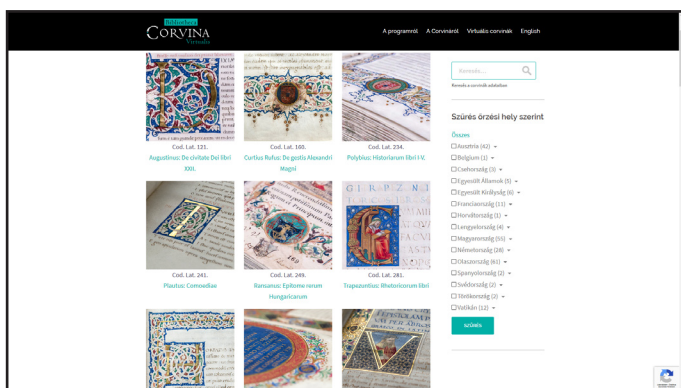 Bibliotheca
CORVINA
Virtualis
A programról
A Corvináról
Virtuális corvinák
English
Cod. Lat. 121.
Augustinus: De civitate Dei libri
XXII.
Cod. Lat. 160.
Curtius Rufus: De gestis Alexandri
Magni
Cod. Lat. 234.
Polybius: Historiarum libri I-V.
Cod. Lat. 241.
Plautus: Comoediae
Cod. Lat. 249.
Ransanus: Epitome rerum
Hungaricarum
Cod. Lat. 281.
Trapezuntius: Rhetoricorum libri
Keresés...
Keresés a corvinák adataiban
Szűrés őrzési hely szerint
Összes
Ausztria (42)
Belgium (1)
Csehország (3)
Egyesült Államok (5)
Egyesült Királyság (6)
Franciaország (11)
Horvátország (1)
Lengyelország (4)
Magyarország (55)
Németország (28)
Olaszország (61)
Spanyolország (2)
Svédország (2)
Törökország (2)
Vatikán (12)
SZŰRÉS